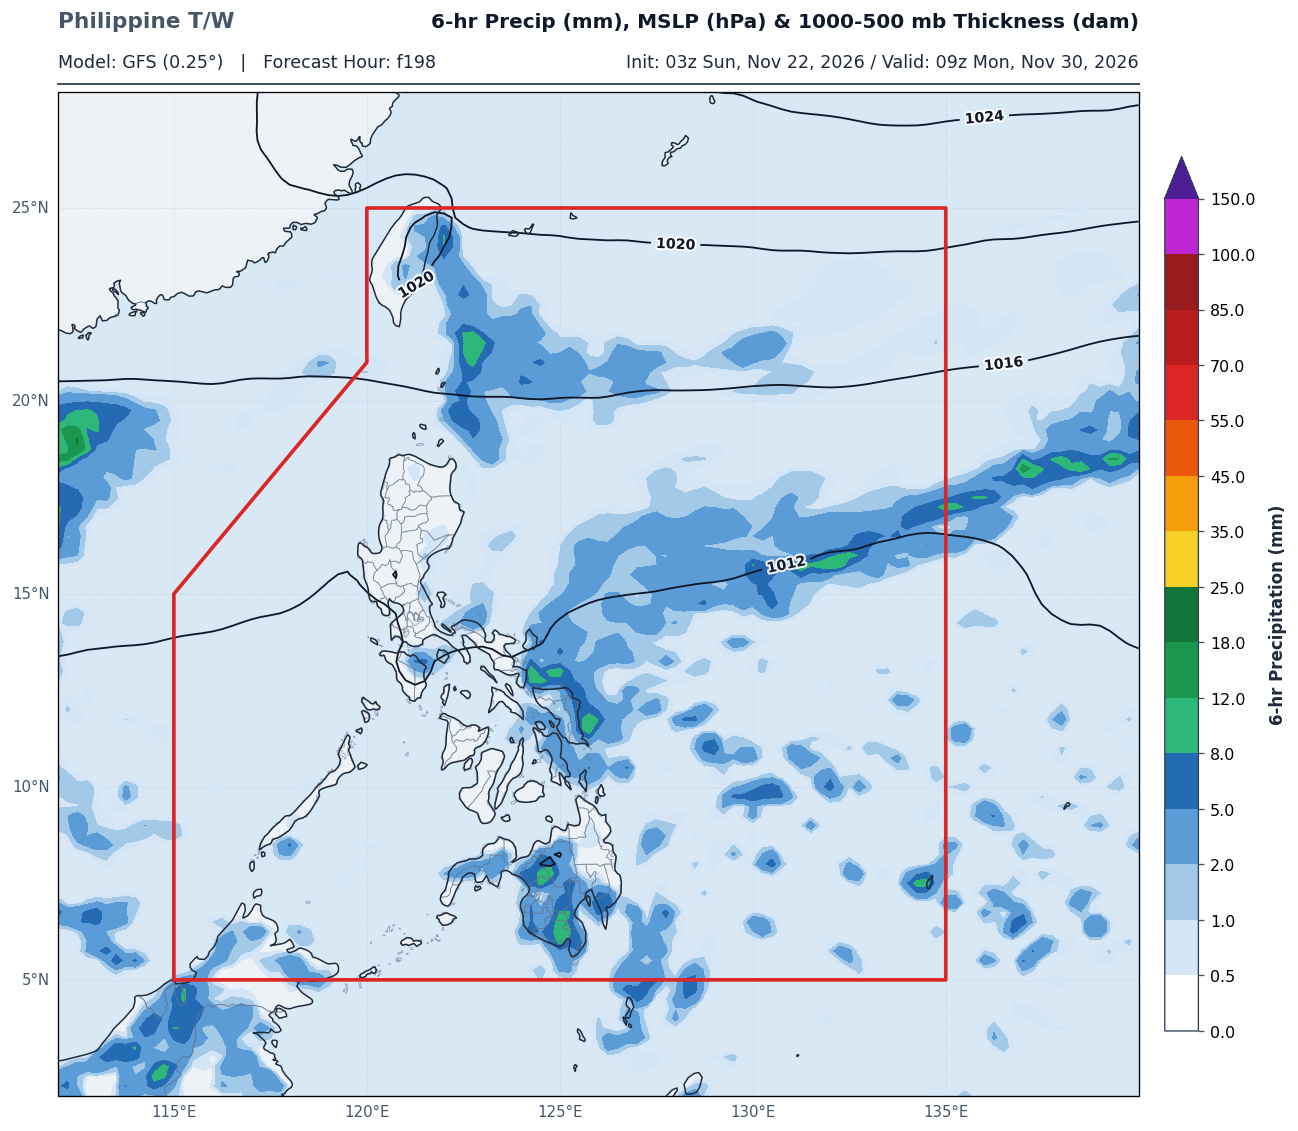 Philippine T/W
6-hr Precip (mm), MSLP (hPa) & 1000-500 mb Thickness (dam)
Model: GFS (0.25°) | Forecast Hour: f198
Init: 03z Sun, Nov 22, 2026 / Valid: 09z Mon, Nov 30, 2026
1024
1020
1020
1016
1012
25°N
20°N
15°N
10°N
5°N
115°E
120°E
125°E
130°E
135°E
150.0
100.0
85.0
70.0
55.0
45.0
35.0
25.0
18.0
12.0
8.0
5.0
2.0
1.0
0.5
0.0
6-hr Precipitation (mm)